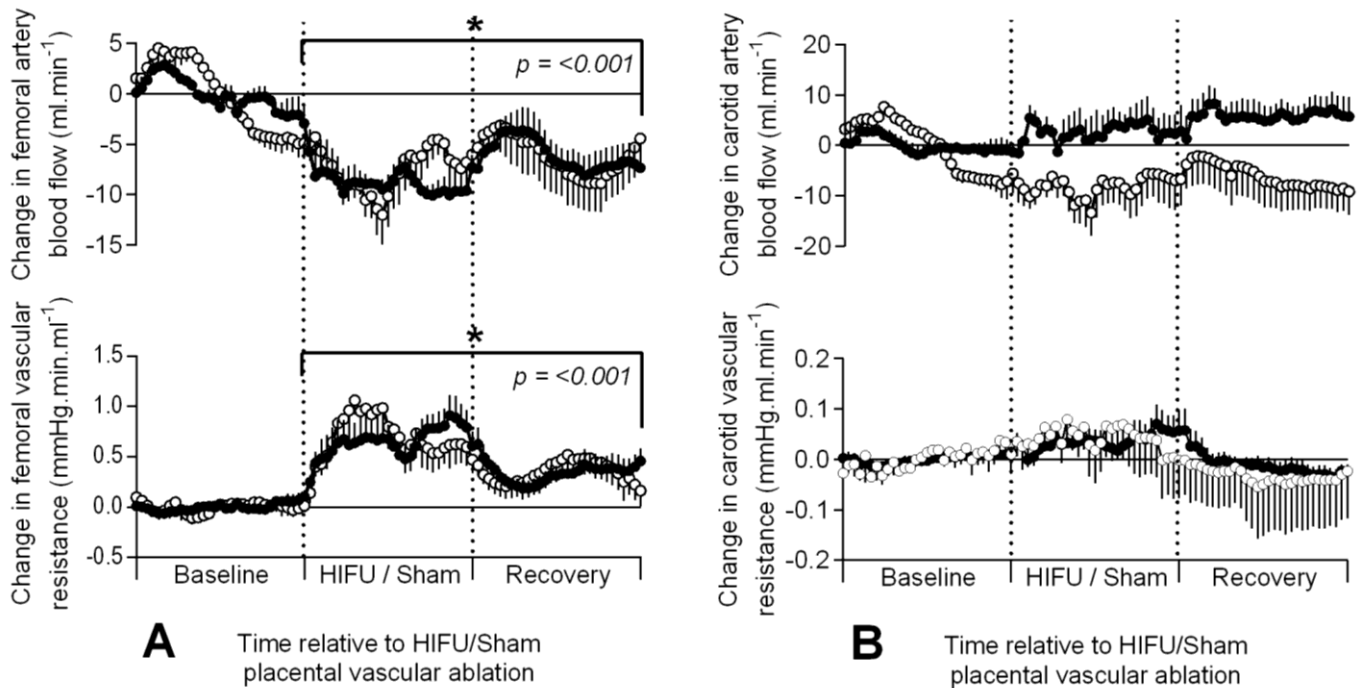 Change in femoral artery
blood flow (ml.min⁻¹)
5
0
-5
-10
-15
*
p = <0.001
Change in femoral vascular
resistance (mmHg.min.ml⁻¹)
1.5
1.0
0.5
0.0
-0.5
*
p = <0.001
Baseline
HIFU / Sham
Recovery
A
Time relative to HIFU/Sham
placental vascular ablation
Change in carotid artery
blood flow (ml.min⁻¹)
20
10
0
-10
-20
Change in carotid vascular
resistance (mmHg.ml.min⁻¹)
0.2
0.1
0.0
-0.1
-0.2
Baseline
HIFU / Sham
Recovery
B
Time relative to HIFU/Sham
placental vascular ablation